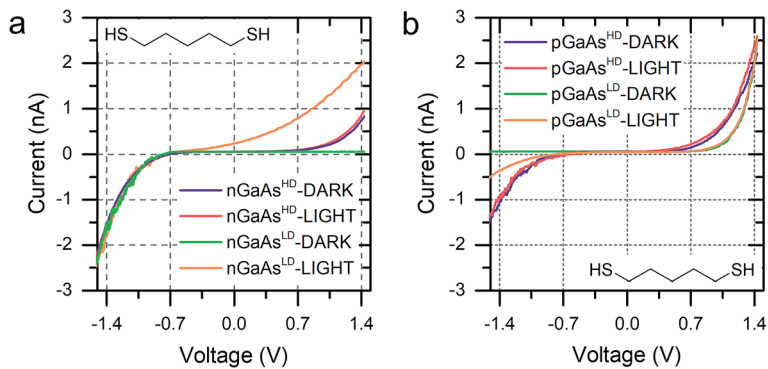 a
HS
SH
3
2
1
0
-1
-2
-3
Current (nA)
nGaAsHD-DARK
nGaAsHD-LIGHT
nGaAsLD-DARK
nGaAsLD-LIGHT
-1.4 -0.7 0.0 0.7 1.4
Voltage (V)
b
3
2
1
0
-1
-2
-3
Current (nA)
pGaAsHD-DARK
pGaAsHD-LIGHT
pGaAsLD-DARK
pGaAsLD-LIGHT
HS
SH
-1.4 -0.7 0.0 0.7 1.4
Voltage (V)